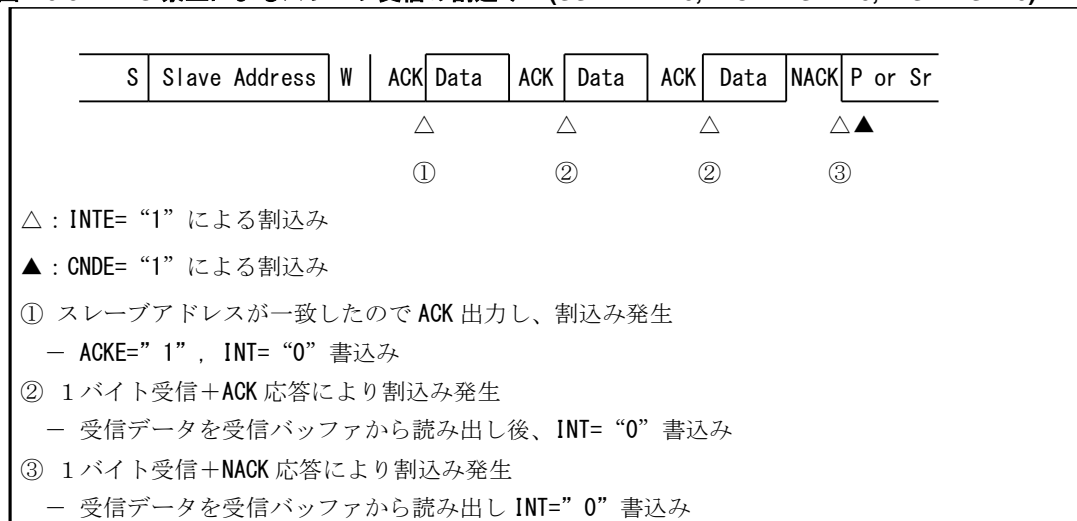 S Slave Address W ACK Data ACK Data ACK Data NACK P or Sr
△ △ △ △▲
① ② ② ③
△：INTE=“1”による割込み
▲：CNDE=“1”による割込み
① スレーブアドレスが一致したので ACK 出力し、割込み発生
－ ACKE=”1”, INT=“0”書込み
② １バイト受信＋ACK 応答により割込み発生
－ 受信データを受信バッファから読み出し後、INT=“0”書込み
③ １バイト受信＋NACK 応答により割込み発生
－ 受信データを受信バッファから読み出し INT=”0”書込み